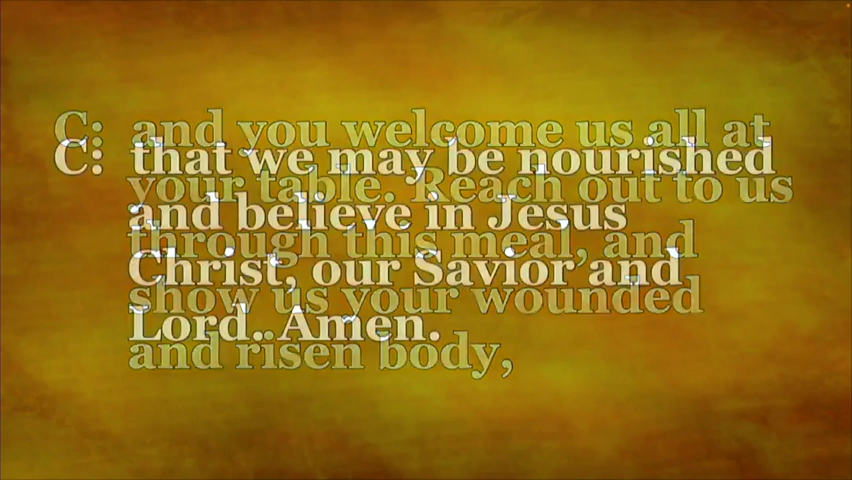 C: and you welcome us all at
your table. Reach out to us
through this meal, and
show us your wounded
and risen body,
C: that we may be nourished
and believe in Jesus
Christ, our Savior and
Lord. Amen.